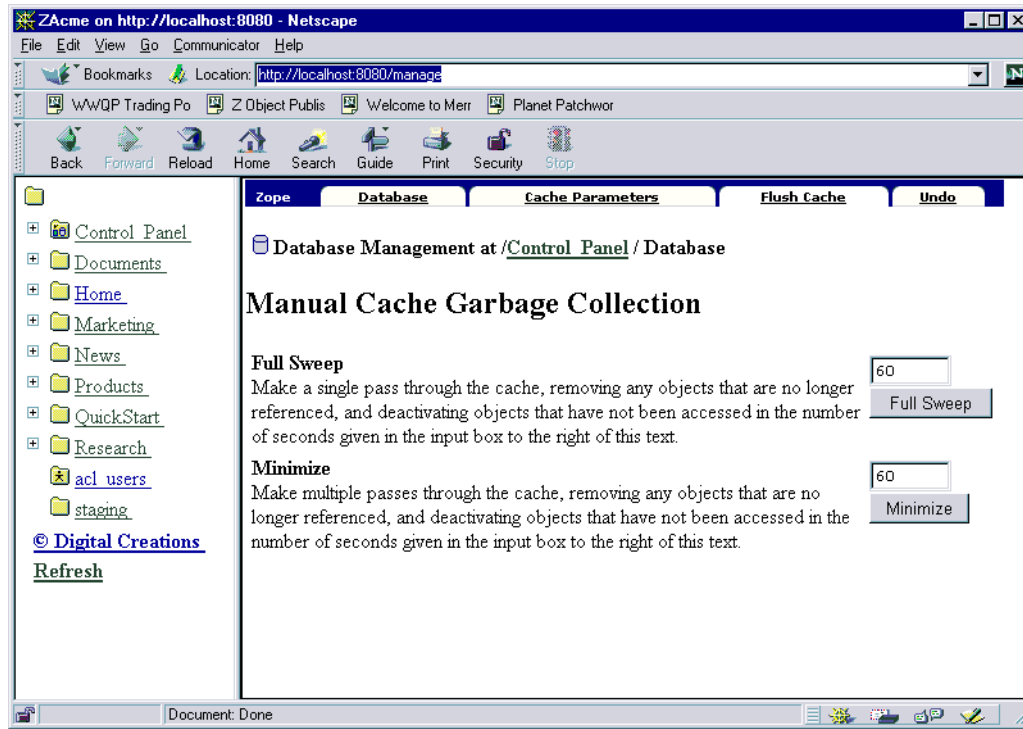 ZAcme on http://localhost:8080 - Netscape
File Edit View Go Communicator Help
Bookmarks Location: http://localhost:8080/manage
WWQP Trading Po Z Object Publis Welcome to Merr Planet Patchwor
Back Forward Reload Home Search Guide Print Security Stop
Zope Database Cache Parameters Flush Cache Undo
Control Panel
Documents
Home
Marketing
News
Products
QuickStart
Research
acl users
staging
© Digital Creations
Refresh
Database Management at /Control Panel / Database
Manual Cache Garbage Collection
Full Sweep
Make a single pass through the cache, removing any objects that are no longer
referenced, and deactivating objects that have not been accessed in the number
of seconds given in the input box to the right of this text.
60
Full Sweep
Minimize
Make multiple passes through the cache, removing any objects that are no
longer referenced, and deactivating objects that have not been accessed in the
number of seconds given in the input box to the right of this text.
60
Minimize
Document: Done